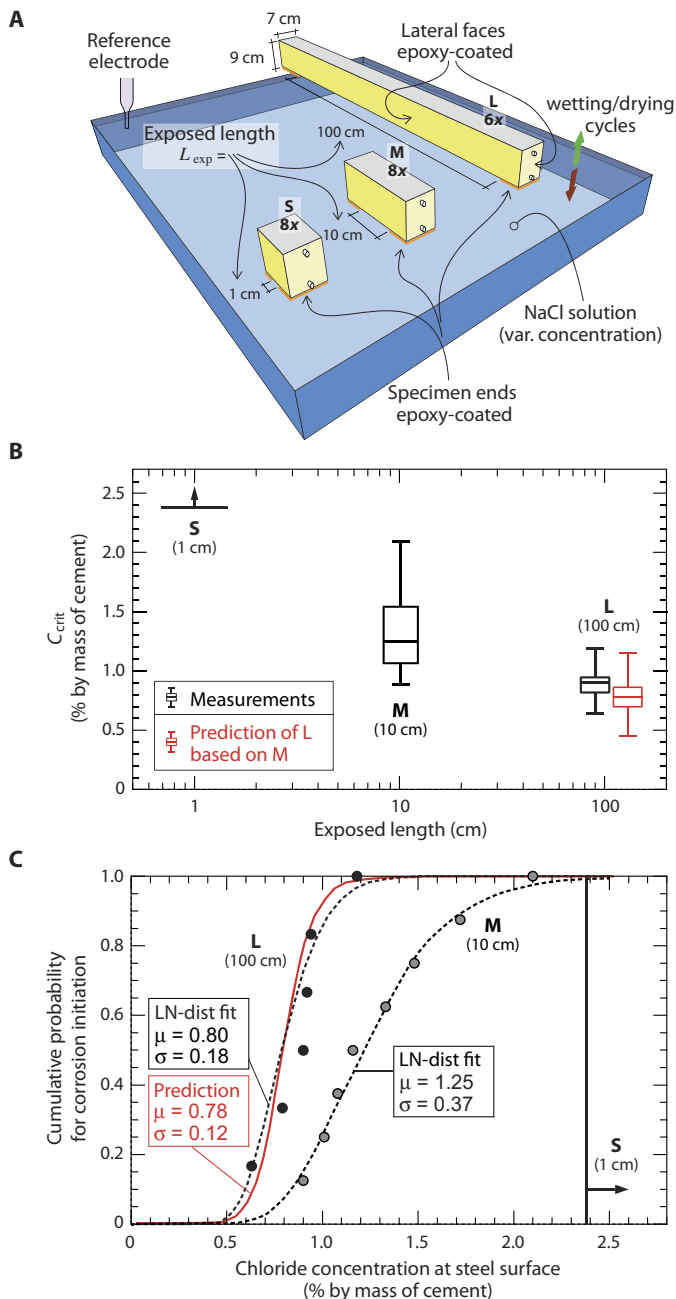 A
7 cm
9 cm
Reference
electrode
Lateral faces
epoxy-coated
L
6x
wetting/drying
cycles
Exposed length
L exp =
100 cm
M
8x
10 cm
S
8x
1 cm
NaCl solution
(var. concentration)
Specimen ends
epoxy-coated
B
2.5
2.0
1.5
1.0
0.5
0
Ccrit
(% by mass of cement)
S
(1 cm)
M
(10 cm)
L
(100 cm)
Measurements
Prediction of L
based on M
1
10
100
Exposed length (cm)
C
1.0
0.8
0.6
0.4
0.2
0
Cumulative probability
for corrosion initiation
L
(100 cm)
M
(10 cm)
LN-dist fit
μ = 0.80
σ = 0.18
Prediction
μ = 0.78
σ = 0.12
LN-dist fit
μ = 1.25
σ = 0.37
S
(1 cm)
0
0.5
1.0
1.5
2.0
2.5
Chloride concentration at steel surface
(% by mass of cement)